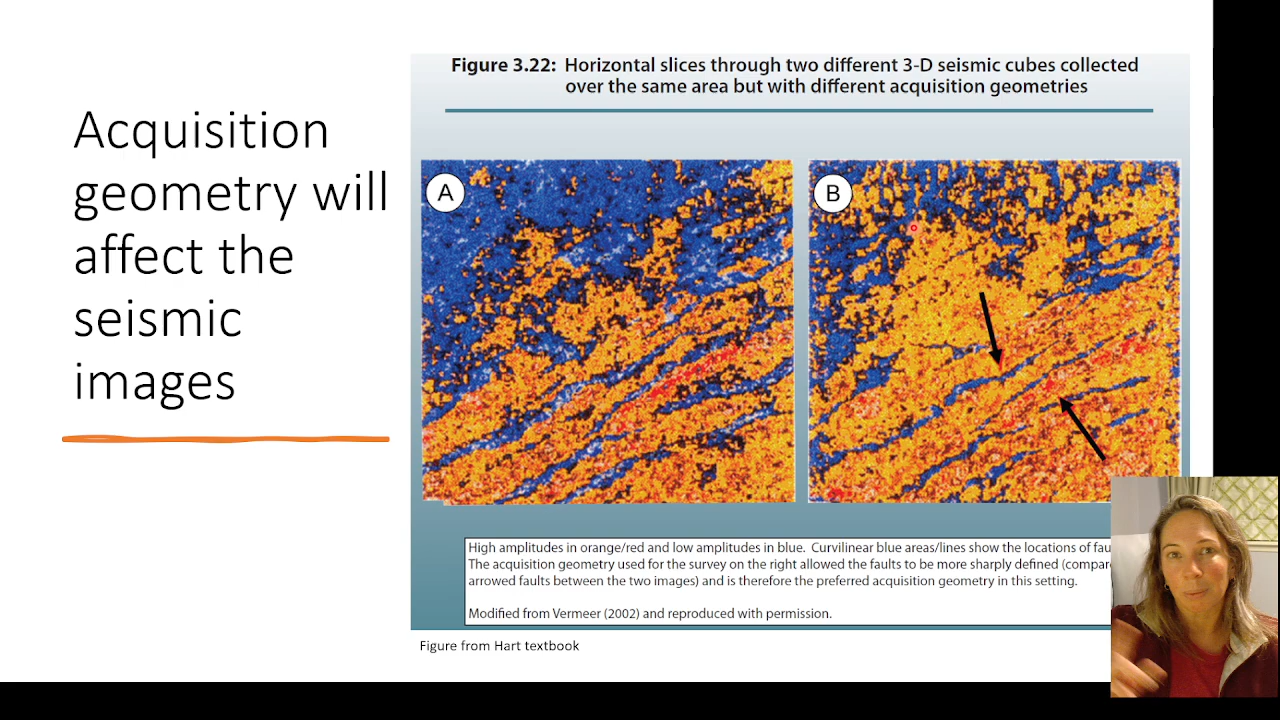 Acquisition
geometry will
affect the
seismic
images
Figure 3.22: Horizontal slices through two different 3-D seismic cubes collected
over the same area but with different acquisition geometries
A
B
High amplitudes in orange/red and low amplitudes in blue. Curvilinear blue areas/lines show the locations of
The acquisition geometry used for the survey on the right allowed the faults to be more sharply defined
arrowed faults between the two images) and is therefore the preferred acquisition geometry in this setting.
Modified from Vermeer (2002) and reproduced with permission.
Figure from Hart textbook